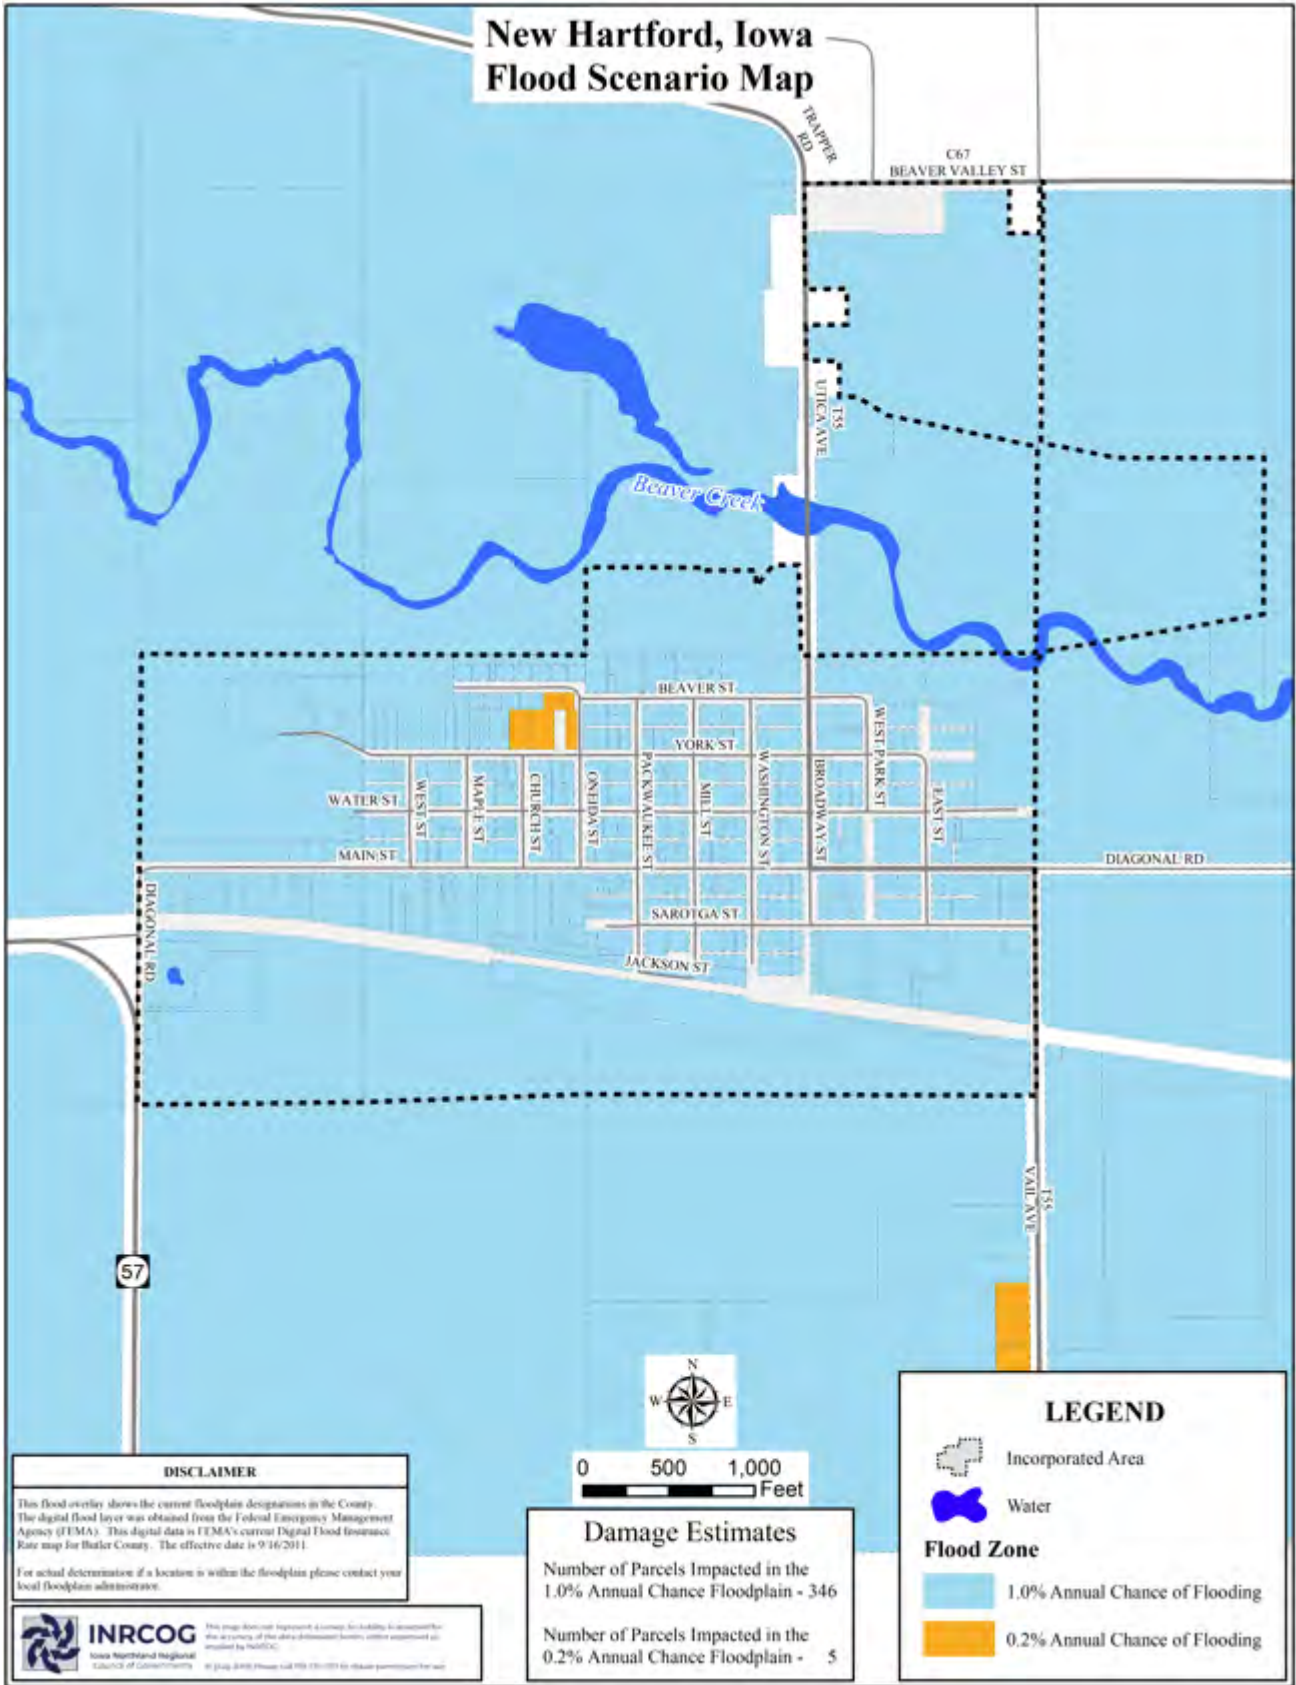 New Hartford, Iowa
Flood Scenario Map
TRAPPER
RD
C67
BEAVER VALLEY ST
T55
UTICA AVE
Beaver Creek
BEAVER ST
WEST PARK ST
YORK ST
WATER ST
WEST ST
MAPLE ST
CHURCH ST
ONEIDA ST
PACKWAUKEE ST
MILL ST
WASHINGTON ST
BROADWAY ST
EAST ST
MAIN ST
DIAGONAL RD
DIAGONAL RD
SAROTGA ST
JACKSON ST
T55
VAIL AVE
57
N
W E
S
0 500 1,000
Feet
LEGEND
Incorporated Area
Water
Flood Zone
1.0% Annual Chance of Flooding
0.2% Annual Chance of Flooding
DISCLAIMER
This flood overlay shows the current floodplain designations in the County.
The digital flood layer was obtained from the Federal Emergency Management
Agency (FEMA). This digital data is FEMA's current Digital Flood Insurance
Rate map for Butler County. The effective date is 9/16/2011
For actual determination if a location is within the floodplain please contact your
local floodplain administrator.
Damage Estimates
Number of Parcels Impacted in the
1.0% Annual Chance Floodplain - 346
Number of Parcels Impacted in the
0.2% Annual Chance Floodplain - 5
INRCOG
Iowa Northland Regional
Council of Governments